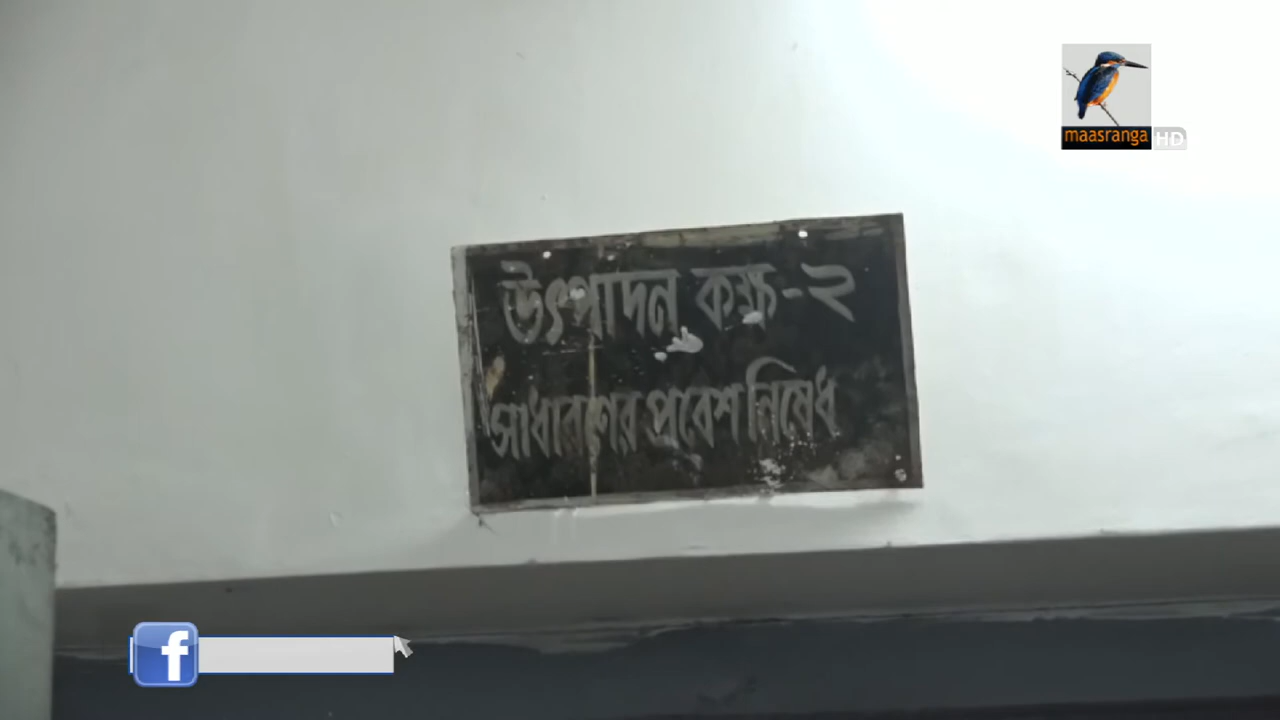 maasranga HD
উৎপাদন কক্ষ-২
সাধারণের প্রবেশ নিষেধ
f